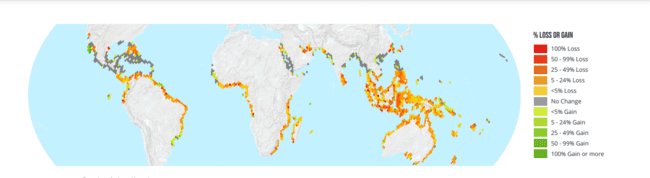 % LOSS OR GAIN
100% Loss
50 - 99% Loss
25 - 49% Loss
5 - 24% Loss
<5% Loss
No Change
<5% Gain
5 - 24% Gain
25 - 49% Gain
50 - 99% Gain
100% Gain or more